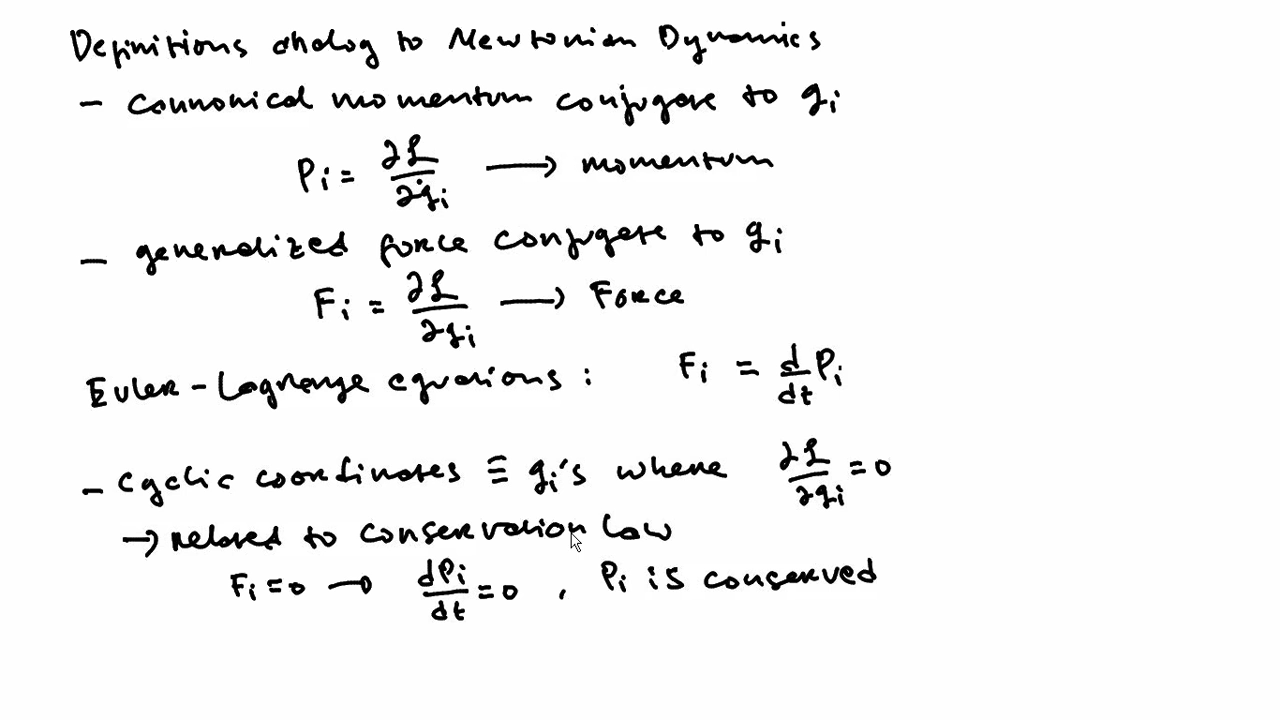 Definitions analog to Newtonian Dynamics
- cannonical momentum conjugate to qᵢ
Pᵢ = ∂ℒ/∂q̇ᵢ ⟶ momentum
- generalized force conjugate to qᵢ
Fᵢ = ∂ℒ/∂qᵢ ⟶ Force
Euler-Lagrange equations : Fᵢ = d/dt Pᵢ
- cyclic coordinates ≡ qᵢ's where ∂ℒ/∂qᵢ = 0
→ related to conservation law
Fᵢ = 0 → dPᵢ/dt = 0 , Pᵢ is conserved